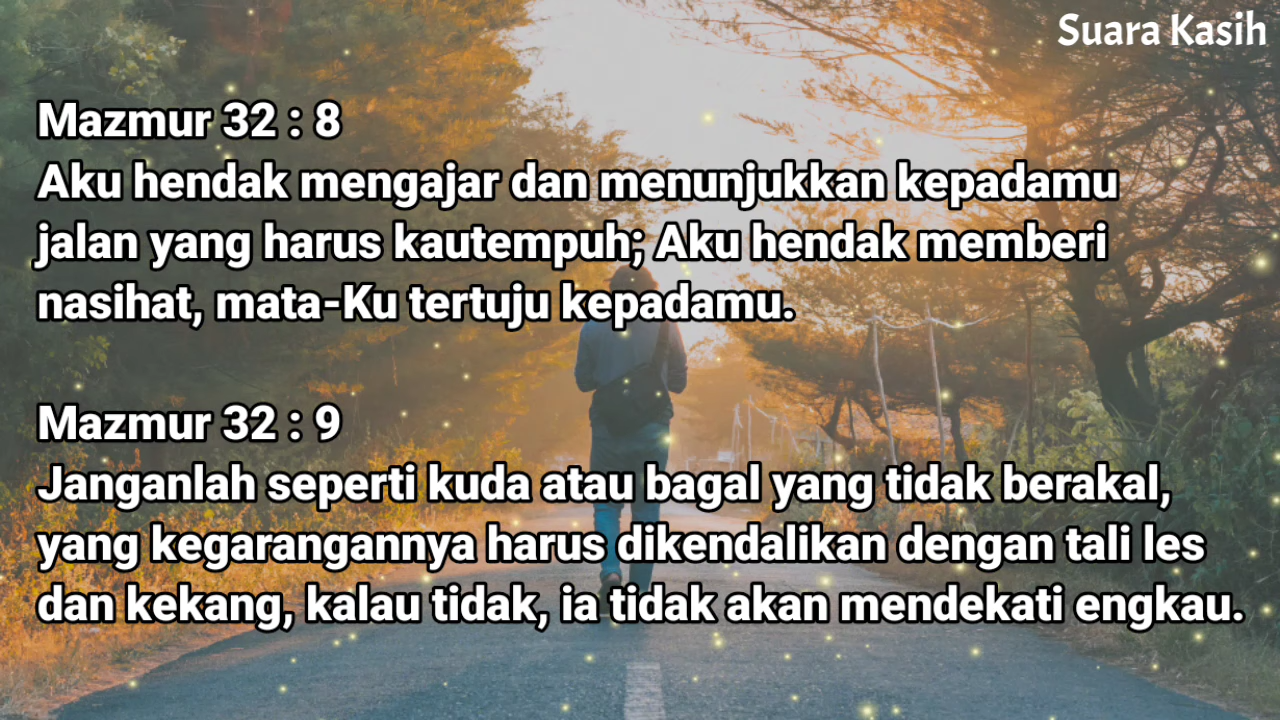 Suara Kasih
Mazmur 32 : 8
Aku hendak mengajar dan menunjukkan kepadamu
jalan yang harus kautempuh; Aku hendak memberi
nasihat, mata-Ku tertuju kepadamu.
Mazmur 32 : 9
Janganlah seperti kuda atau bagal yang tidak berakal,
yang kegarangannya harus dikendalikan dengan tali les
dan kekang, kalau tidak, ia tidak akan mendekati engkau.